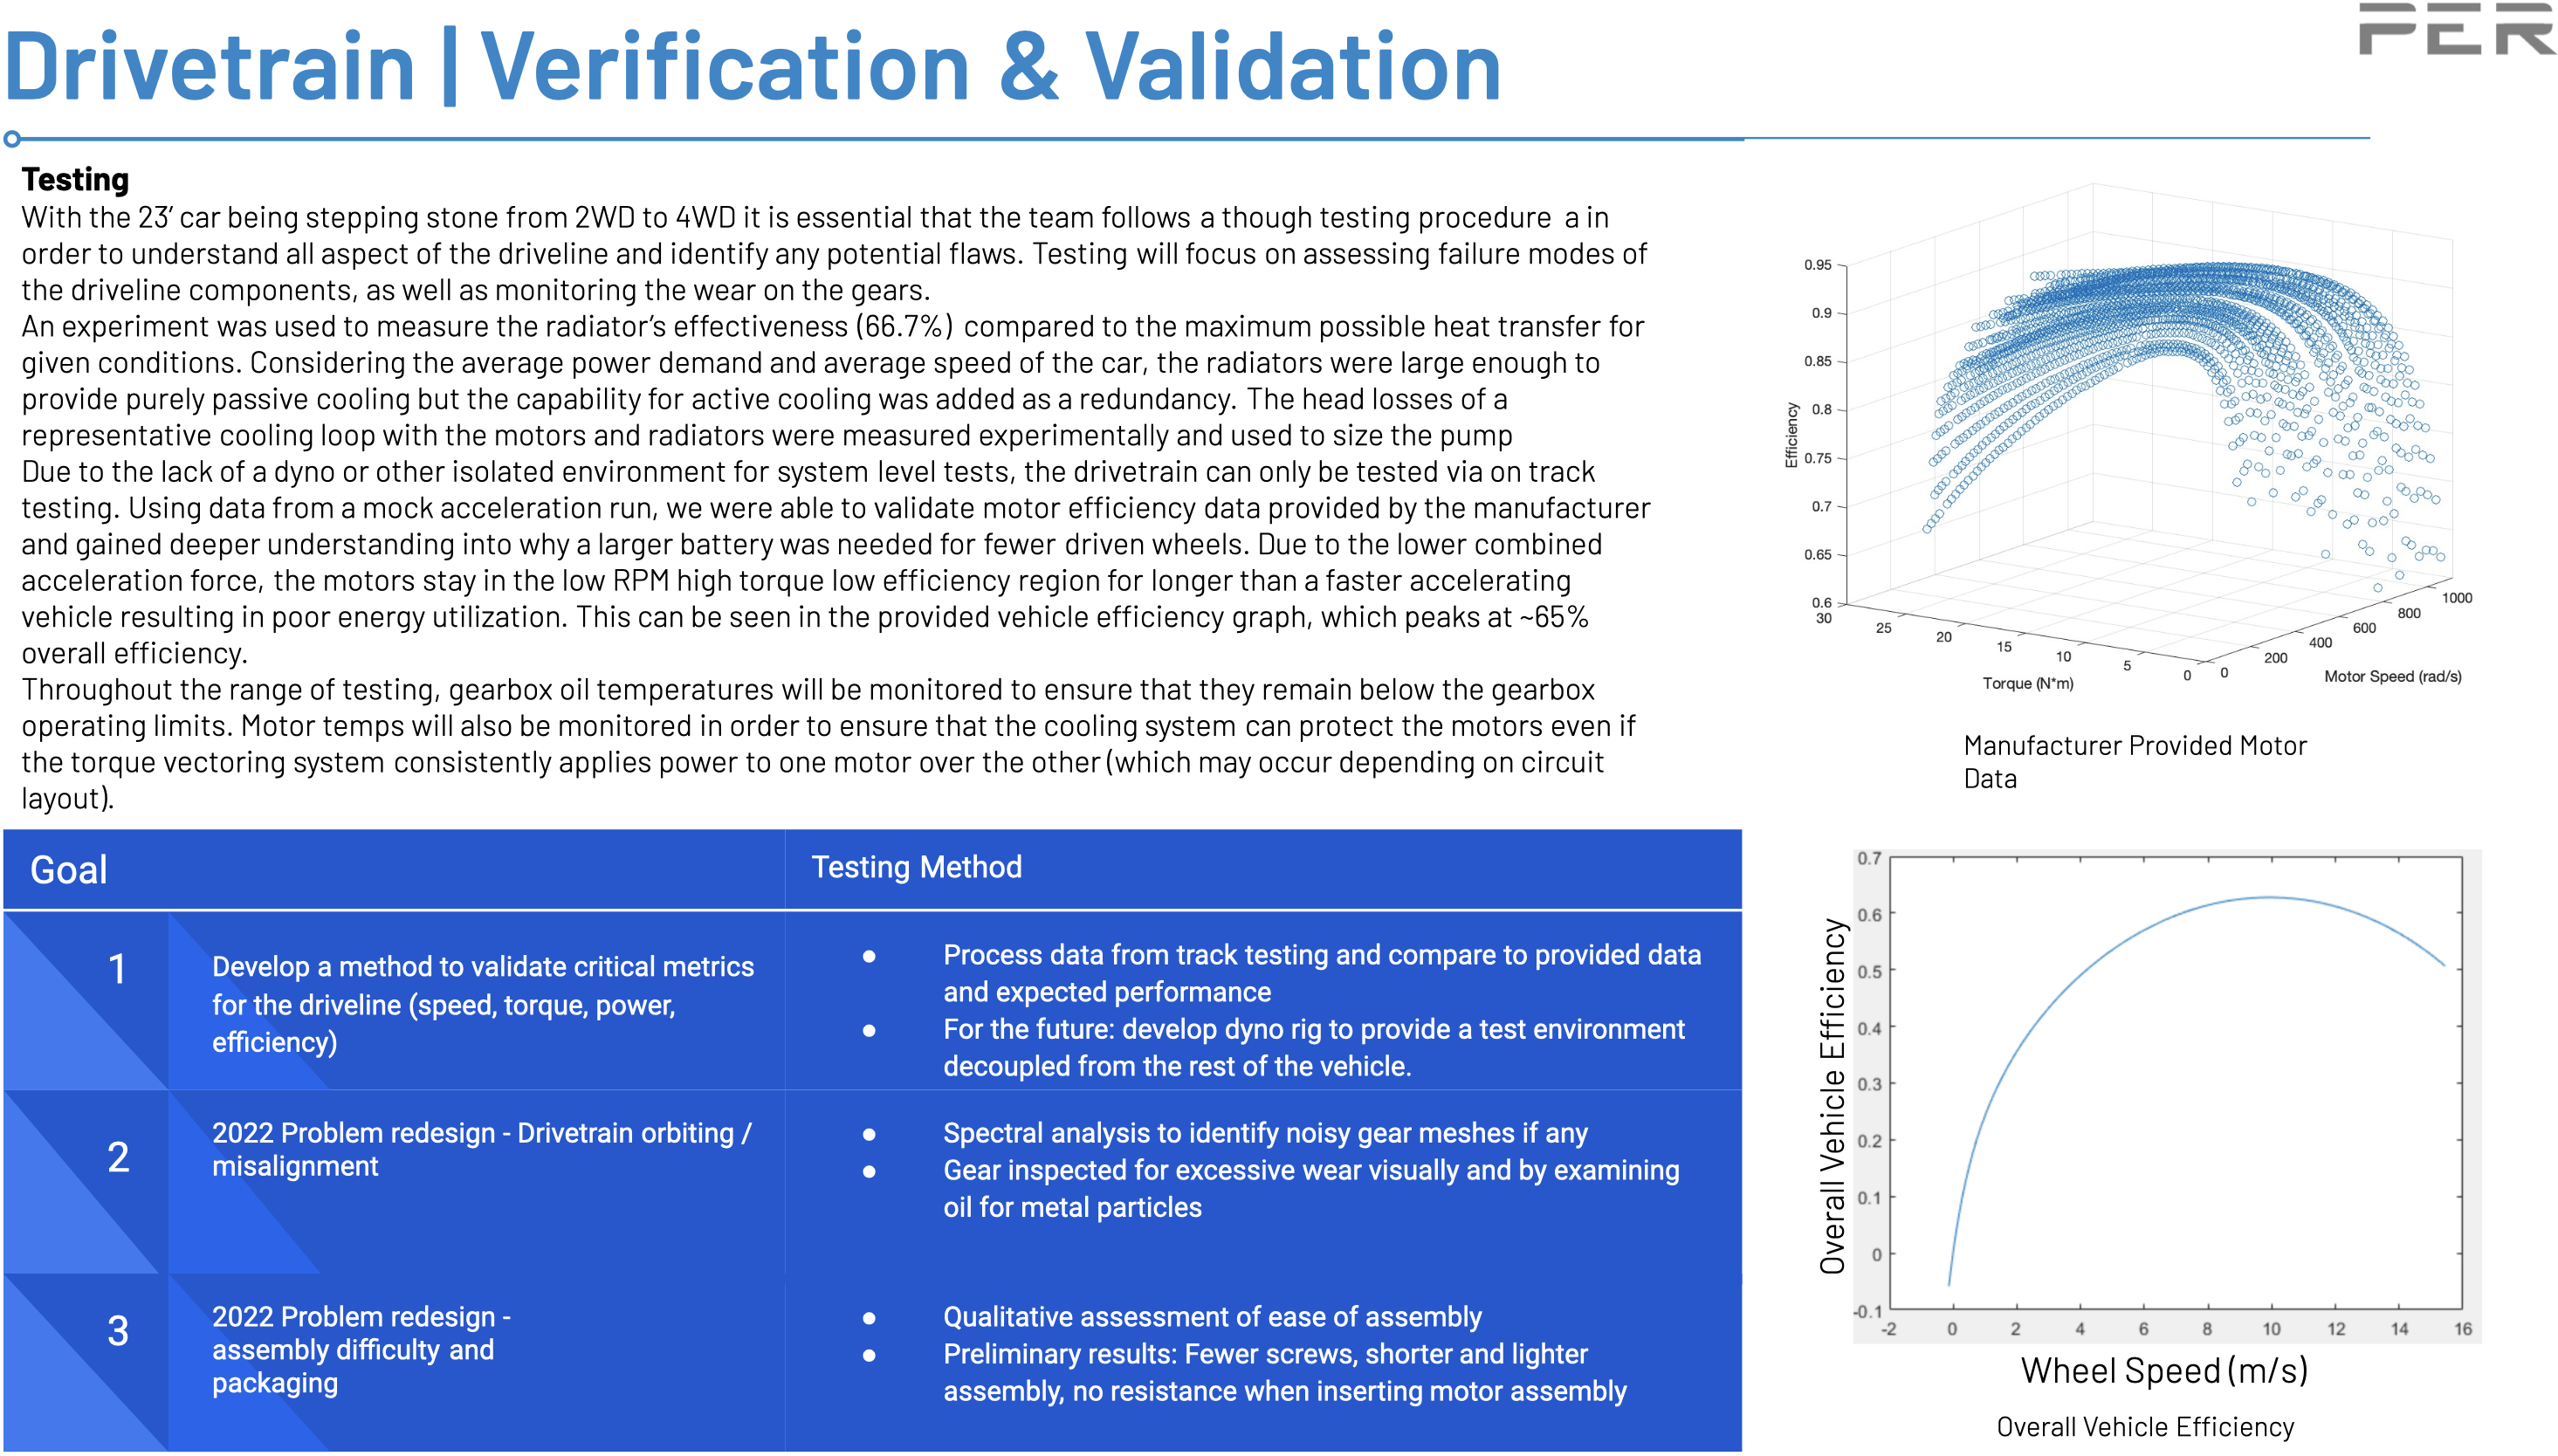 PER
Drivetrain | Verification & Validation
Testing
With the 23’ car being stepping stone from 2WD to 4WD it is essential that the team follows a though testing procedure  a in
order to understand all aspect of the driveline and identify any potential flaws. Testing will focus on assessing failure modes of
the driveline components, as well as monitoring the wear on the gears.
An experiment was used to measure the radiator’s effectiveness (66.7%) compared to the maximum possible heat transfer for
given conditions. Considering the average power demand and average speed of the car, the radiators were large enough to
provide purely passive cooling but the capability for active cooling was added as a redundancy. The head losses of a
representative cooling loop with the motors and radiators were measured experimentally and used to size the pump
Due to the lack of a dyno or other isolated environment for system level tests, the drivetrain can only be tested via on track
testing. Using data from a mock acceleration run, we were able to validate motor efficiency data provided by the manufacturer
and gained deeper understanding into why a larger battery was needed for fewer driven wheels. Due to the lower combined
acceleration force, the motors stay in the low RPM high torque low efficiency region for longer than a faster accelerating
vehicle resulting in poor energy utilization. This can be seen in the provided vehicle efficiency graph, which peaks at ~65%
overall efficiency.
Throughout the range of testing, gearbox oil temperatures will be monitored to ensure that they remain below the gearbox
operating limits. Motor temps will also be monitored in order to ensure that the cooling system can protect the motors even if
the torque vectoring system consistently applies power to one motor over the other (which may occur depending on circuit
layout).
Goal
Testing Method
1
Develop a method to validate critical metrics
for the driveline (speed, torque, power,
efficiency)
● Process data from track testing and compare to provided data
and expected performance
● For the future: develop dyno rig to provide a test environment
decoupled from the rest of the vehicle.
2
2022 Problem redesign - Drivetrain orbiting /
misalignment
● Spectral analysis to identify noisy gear meshes if any
● Gear inspected for excessive wear visually and by examining
oil for metal particles
3
2022 Problem redesign -
assembly difficulty and
packaging
● Qualitative assessment of ease of assembly
● Preliminary results: Fewer screws, shorter and lighter
assembly, no resistance when inserting motor assembly
Efficiency
0.95
0.9
0.85
0.8
0.75
0.7
0.65
0.6
30
25
20
15
10
5
0
Torque (N*m)
0
200
400
600
800
1000
Motor Speed (rad/s)
Manufacturer Provided Motor
Data
Overall Vehicle Efficiency
0.7
0.6
0.5
0.4
0.3
0.2
0.1
0
-0.1
-2 0 2 4 6 8 10 12 14 16
Wheel Speed (m/s)
Overall Vehicle Efficiency